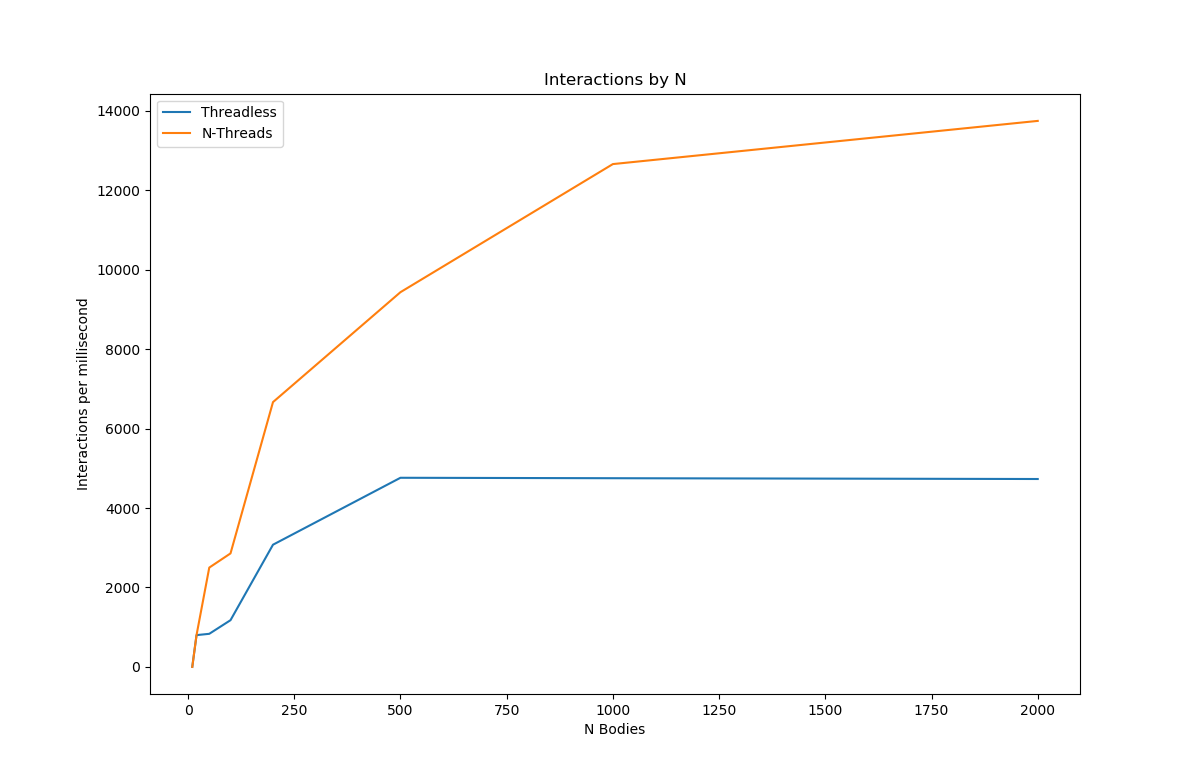 Interactions by N
Threadless
N-Threads
14000
12000
10000
8000
6000
4000
2000
0
Interactions per millisecond
0 250 500 750 1000 1250 1500 1750 2000
N Bodies